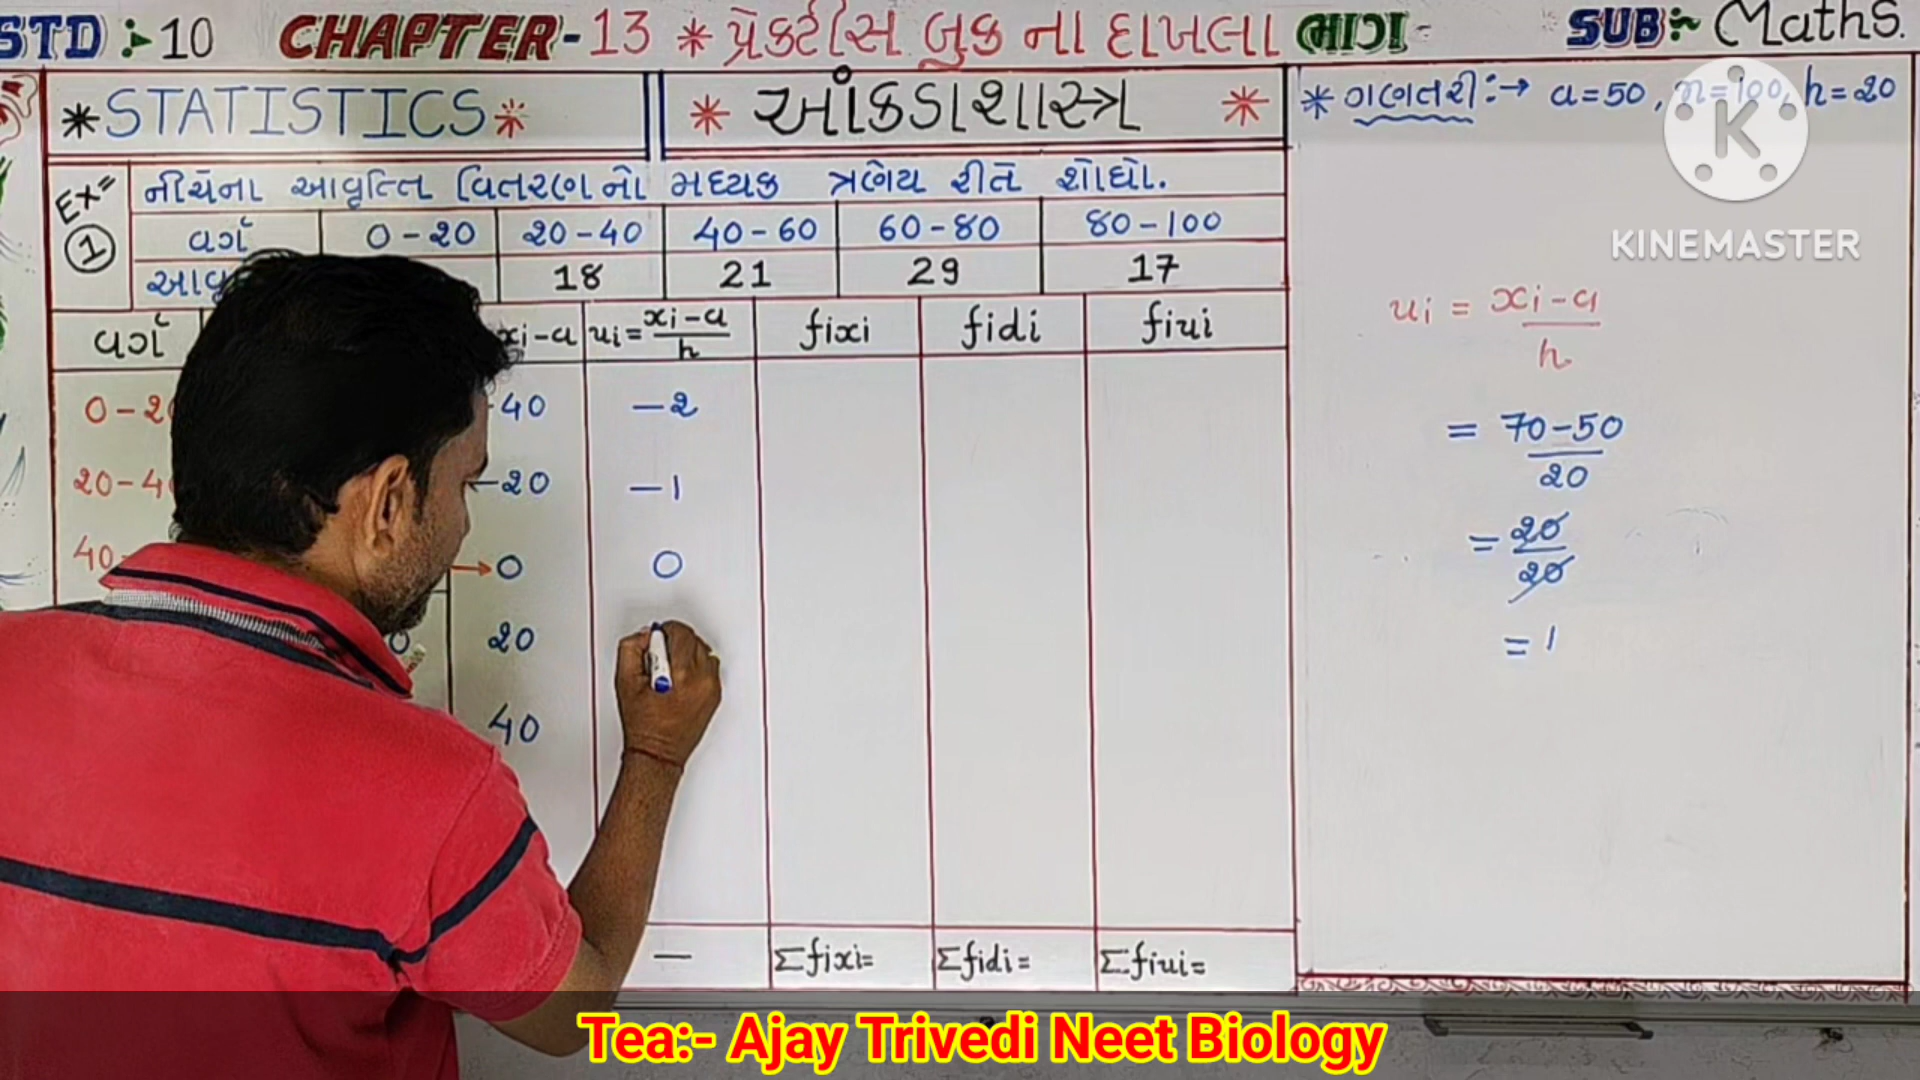 STD :- 10 CHAPTER-13 * પ્રેક્ટીસ બુક ના દાખલા ભાગ - SUB:- Maths.
* STATISTICS *
* આંકડાશાસ્ત્ર *
* ગણતરી :→ a=50, n=100, h=20
K
KINEMASTER
Ex= 1
નીચેના આવૃત્તિ વિતરણનો મધ્યક ત્રણેય રીતે શોધો.
વર્ગ 0-20 20-40 40-60 60-80 80-100
આવૃ 18 21 29 17
વર્ગ xi-a ui = xi-a / h fixi fidi fiui
0-2 -40 -2
20-4 -20 -1
40- →0 0
0 20
40
— Σfixi= Σfidi= Σfiui=
ui = xi-a / h
= 70-50 / 20
= 20 / 20
= 1
Tea:- Ajay Trivedi Neet Biology